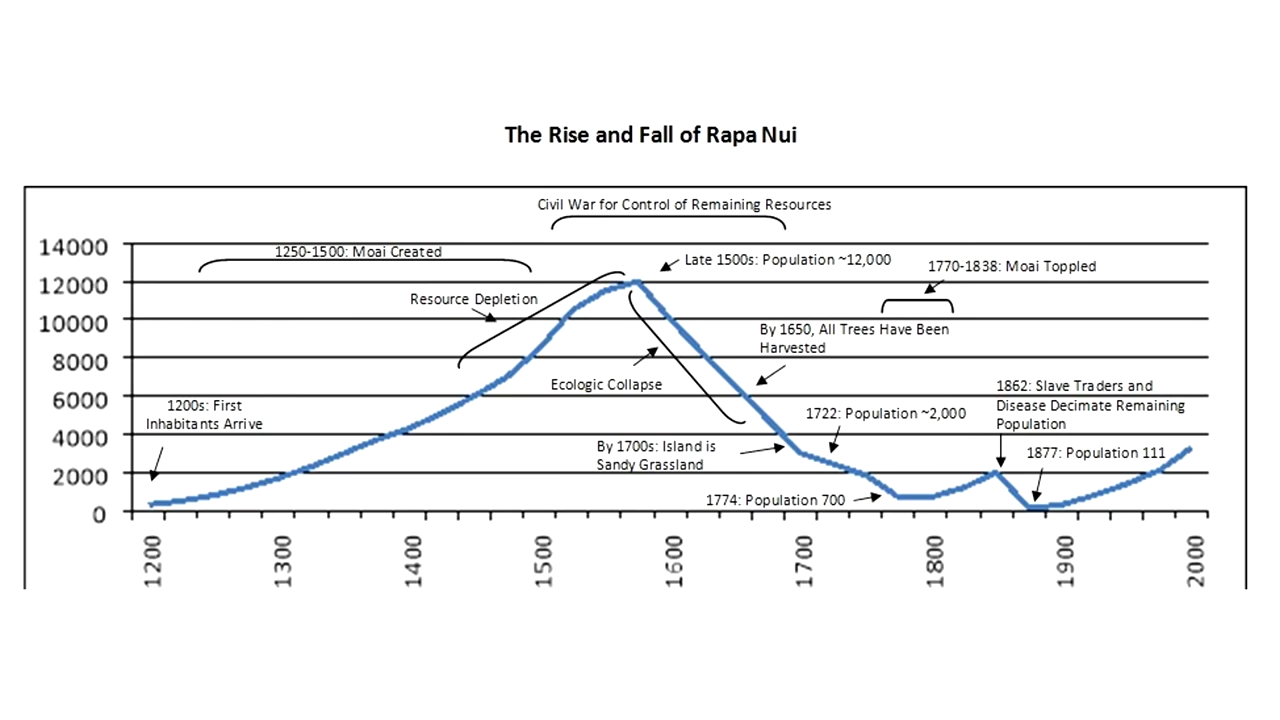 The Rise and Fall of Rapa Nui
Civil War for Control of Remaining Resources
14000
12000
10000
8000
6000
4000
2000
0
1250-1500: Moai Created
Late 1500s: Population ~12,000
1770-1838: Moai Toppled
Resource Depletion
By 1650, All Trees Have Been
Harvested
Ecologic Collapse
1200s: First
Inhabitants Arrive
1862: Slave Traders and
Disease Decimate Remaining
Population
1722: Population ~2,000
By 1700s: Island is
Sandy Grassland
1877: Population 111
1774: Population 700
1200
1300
1400
1500
1600
1700
1800
1900
2000